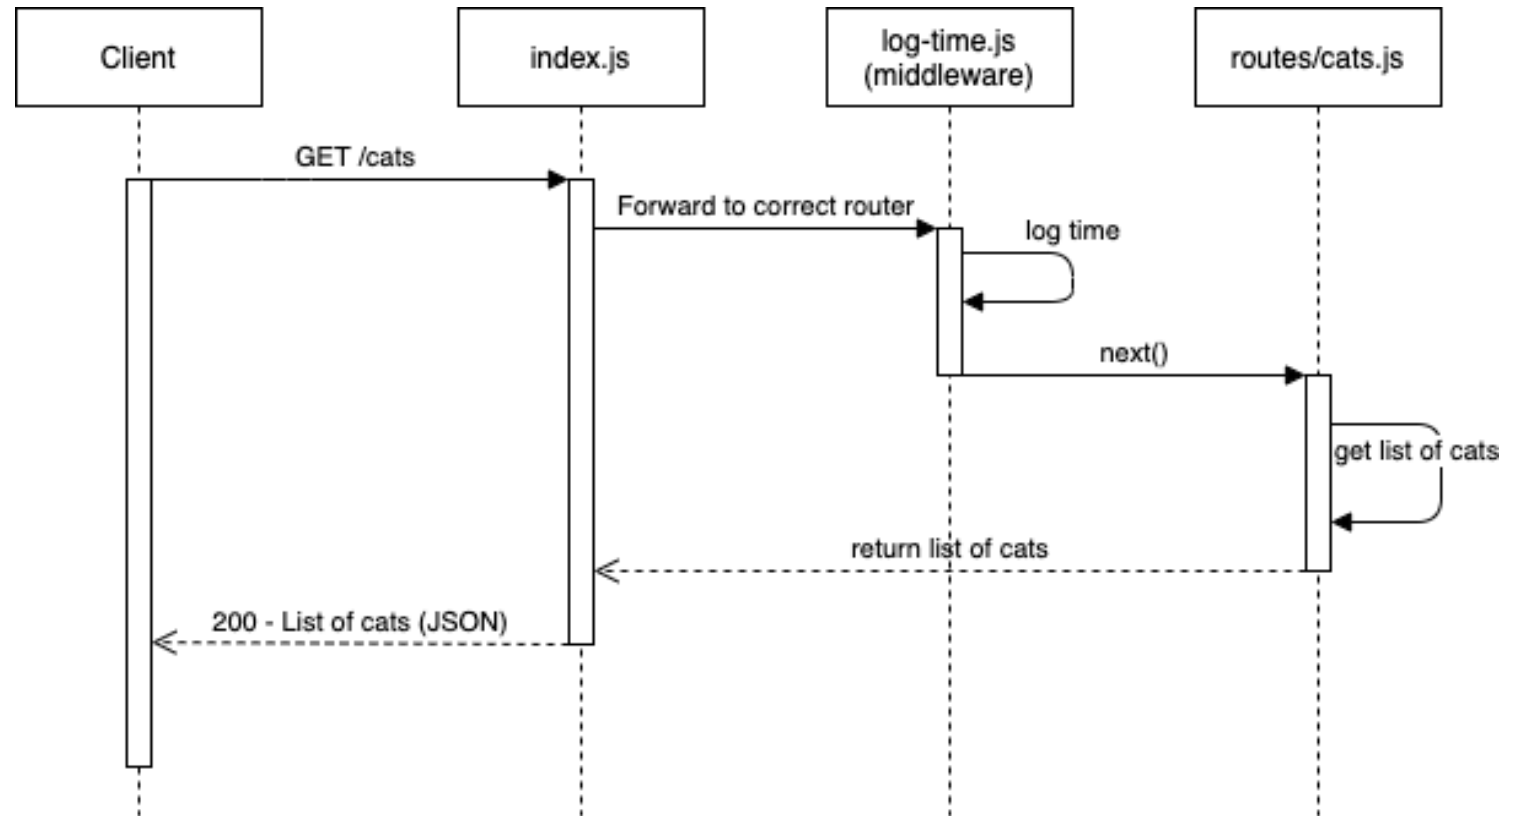 Client
index.js
log-time.js
(middleware)
routes/cats.js
GET /cats
Forward to correct router
log time
next()
get list of cats
return list of cats
200 - List of cats (JSON)